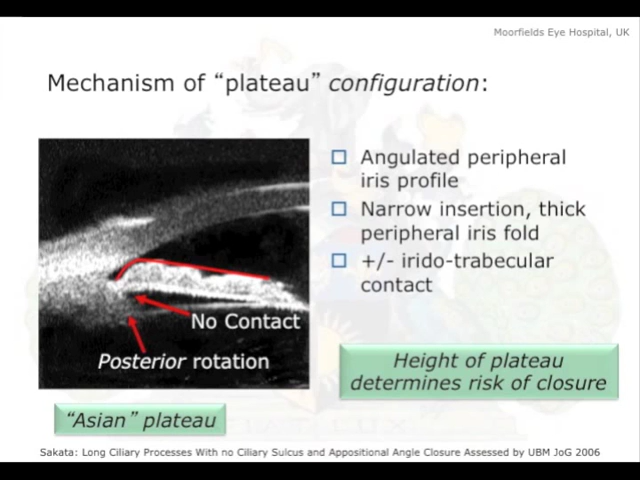 Moorfields Eye Hospital, UK
Mechanism of “plateau” configuration:
Angulated peripheral
iris profile
Narrow insertion, thick
peripheral iris fold
+/- irido-trabecular
contact
No Contact
Posterior rotation
Height of plateau
determines risk of closure
“Asian” plateau
Sakata: Long Ciliary Processes With no Ciliary Sulcus and Appositional Angle Closure Assessed by UBM JoG 2006